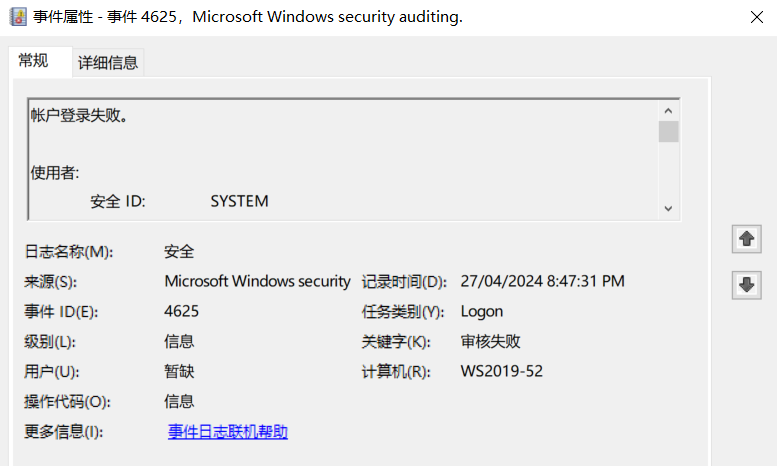 事件属性 - 事件 4625，Microsoft Windows security auditing.
常规 详细信息
帐户登录失败。
使用者:
安全 ID: SYSTEM
日志名称(M): 安全
来源(S): Microsoft Windows security 记录时间(D): 27/04/2024 8:47:31 PM
事件 ID(E): 4625 任务类别(Y): Logon
级别(L): 信息 关键字(K): 审核失败
用户(U): 暂缺 计算机(R): WS2019-52
操作代码(O): 信息
更多信息(I): 事件日志联机帮助